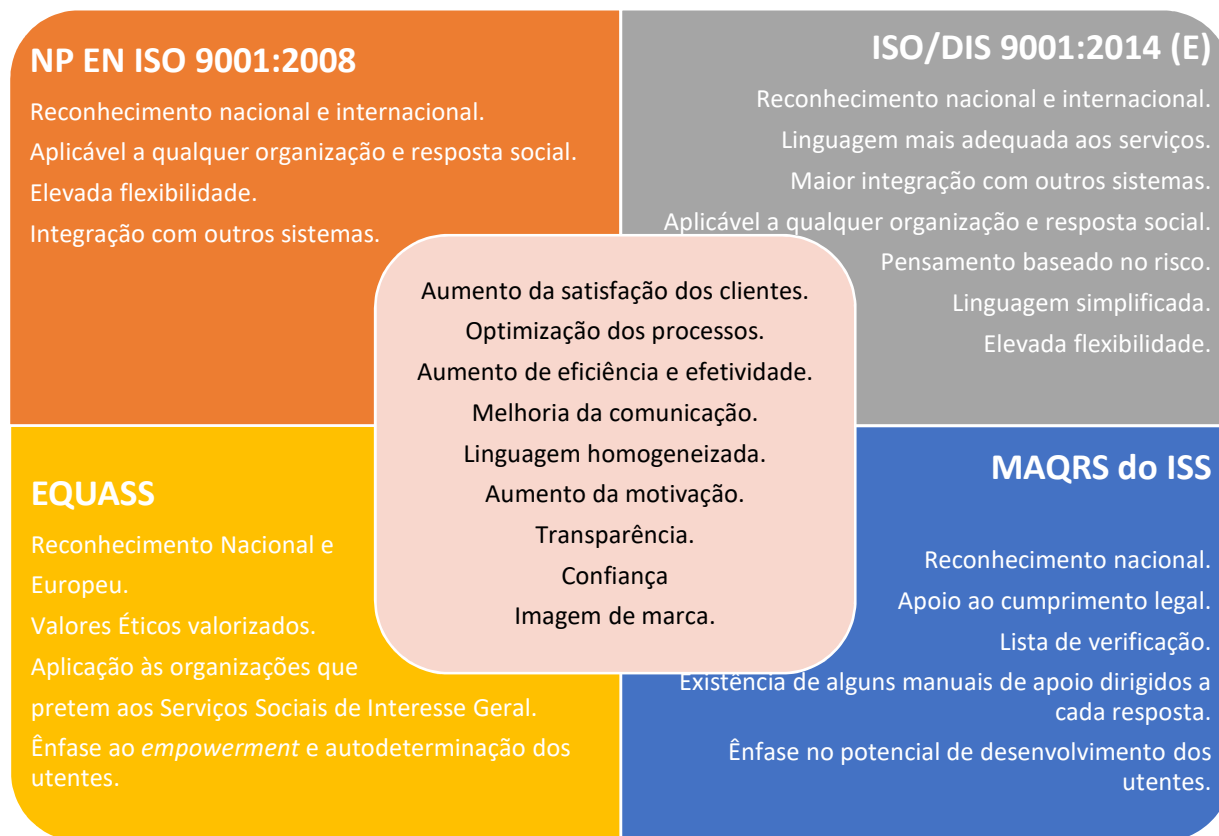 NP EN ISO 9001:2008
Reconhecimento nacional e internacional.
Aplicável a qualquer organização e resposta social.
Elevada flexibilidade.
Integração com outros sistemas.
ISO/DIS 9001:2014 (E)
Reconhecimento nacional e internacional.
Linguagem mais adequada aos serviços.
Maior integração com outros sistemas.
Aplicável a qualquer organização e resposta social.
Pensamento baseado no risco.
Linguagem simplificada.
Elevada flexibilidade.
Aumento da satisfação dos clientes.
Optimização dos processos.
Aumento de eficiência e efetividade.
Melhoria da comunicação.
Linguagem homogeneizada.
Aumento da motivação.
Transparência.
Confiança
Imagem de marca.
EQUASS
Reconhecimento Nacional e
Europeu.
Valores Éticos valorizados.
Aplicação às organizações que
pretem aos Serviços Sociais de Interesse Geral.
Ênfase ao empowerment e autodeterminação dos
utentes.
MAQRS do ISS
Reconhecimento nacional.
Apoio ao cumprimento legal.
Lista de verificação.
Existência de alguns manuais de apoio dirigidos a
cada resposta.
Ênfase no potencial de desenvolvimento dos
utentes.